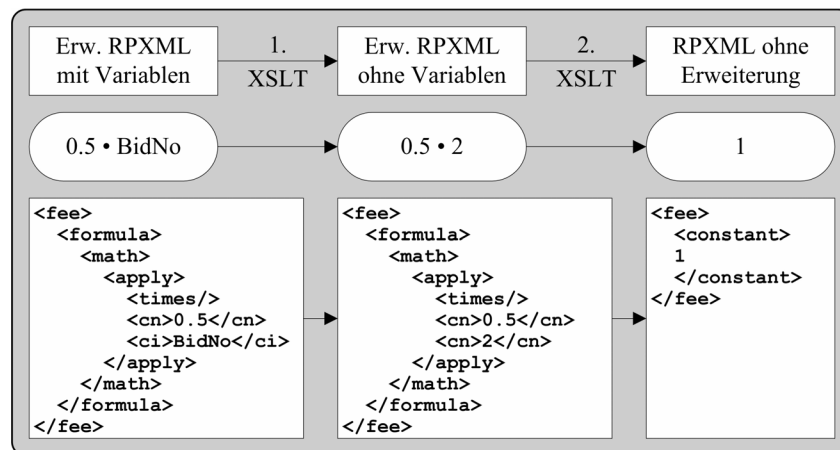 Erw. RPXML
mit Variablen
1.
XSLT
Erw. RPXML
ohne Variablen
2.
XSLT
RPXML ohne
Erweiterung
0.5 • BidNo
0.5 • 2
1
<fee>
  <formula>
    <math>
      <apply>
        <times/>
        <cn>0.5</cn>
        <ci>BidNo</ci>
      </apply>
    </math>
  </formula>
</fee>
<fee>
  <formula>
    <math>
      <apply>
        <times/>
        <cn>0.5</cn>
        <cn>2</cn>
      </apply>
    </math>
  </formula>
</fee>
<fee>
  <constant>
  1
  </constant>
</fee>